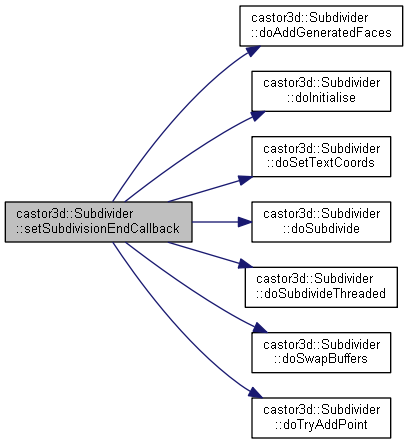 castor3d::Subdivider
::doAddGeneratedFaces
castor3d::Subdivider
::doInitialise
castor3d::Subdivider
::doSetTextCoords
castor3d::Subdivider
::setSubdivisionEndCallback
castor3d::Subdivider
::doSubdivide
castor3d::Subdivider
::doSubdivideThreaded
castor3d::Subdivider
::doSwapBuffers
castor3d::Subdivider
::doTryAddPoint